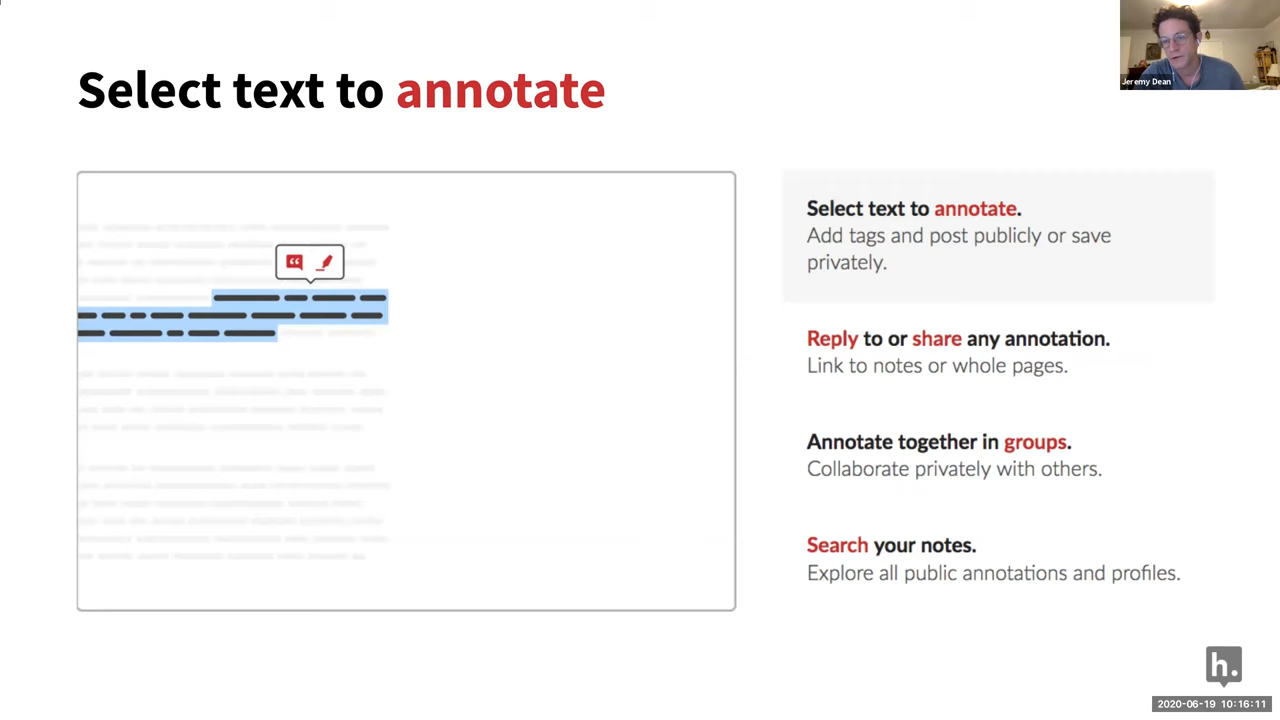 Select text to annotate
Jeremy Dean
Select text to annotate.
Add tags and post publicly or save
privately.
Reply to or share any annotation.
Link to notes or whole pages.
Annotate together in groups.
Collaborate privately with others.
Search your notes.
Explore all public annotations and profiles.
h.
2020-06-19 10:16:11